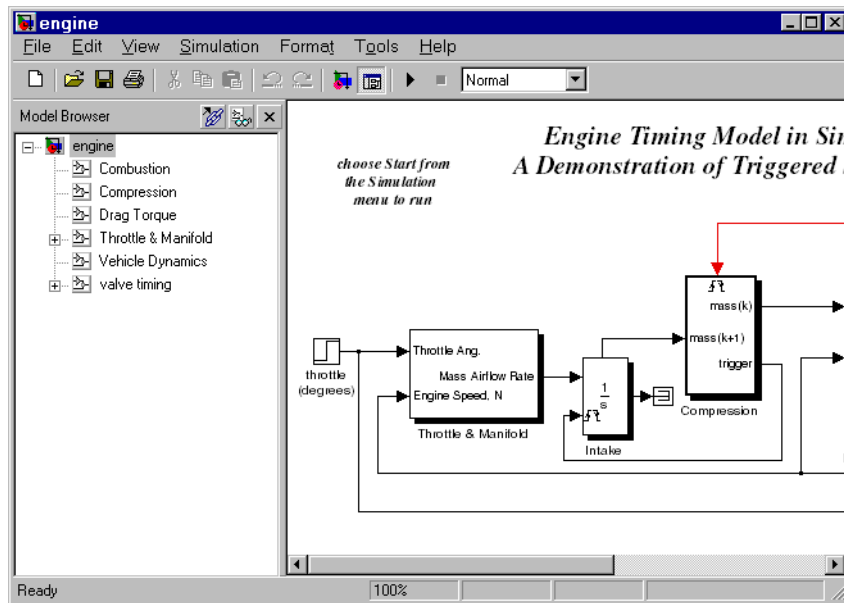 engine
File Edit View Simulation Format Tools Help
Normal
Model Browser
engine
Combustion
Compression
Drag Torque
Throttle & Manifold
Vehicle Dynamics
valve timing
Engine Timing Model in
A Demonstration of Triggered
choose Start from
the Simulation
menu to run
throttle
(degrees)
Throttle Ang.
Mass Airflow Rate
Engine Speed, N
Throttle & Manifold
1
s
Intake
mass(k)
mass(k+1)
trigger
Compression
Ready 100%